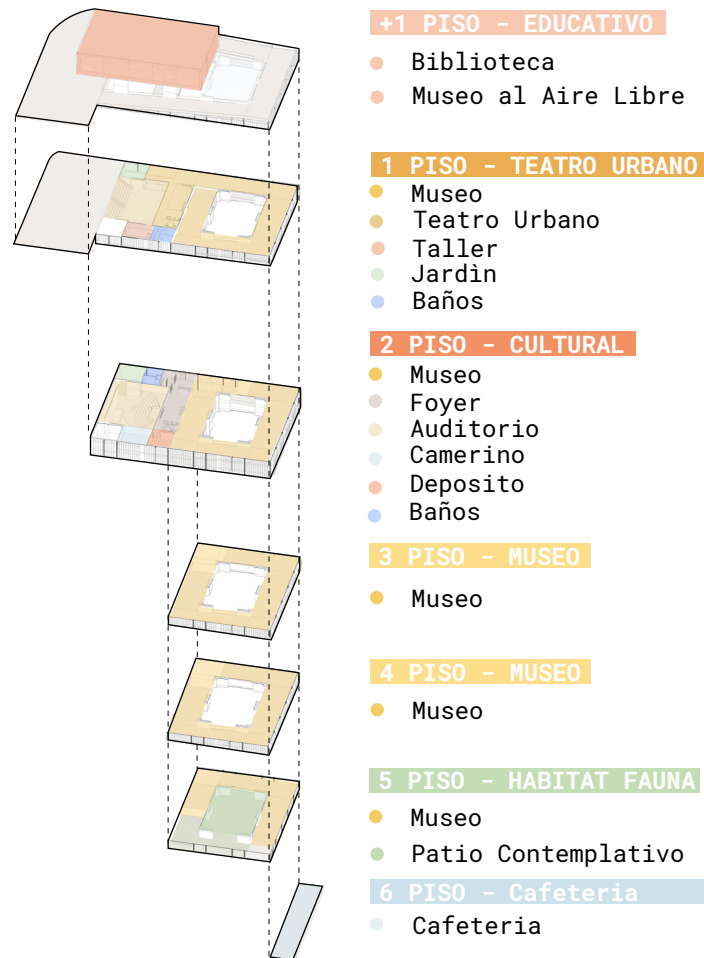 +1 PISO - EDUCATIVO
Biblioteca
Museo al Aire Libre
1 PISO - TEATRO URBANO
Museo
Teatro Urbano
Taller
Jardìn
Baños
2 PISO - CULTURAL
Museo
Foyer
Auditorio
Camerino
Deposito
Baños
3 PISO - MUSEO
Museo
4 PISO - MUSEO
Museo
5 PISO - HABITAT FAUNA
Museo
Patio Contemplativo
6 PISO - Cafeteria
Cafeteria